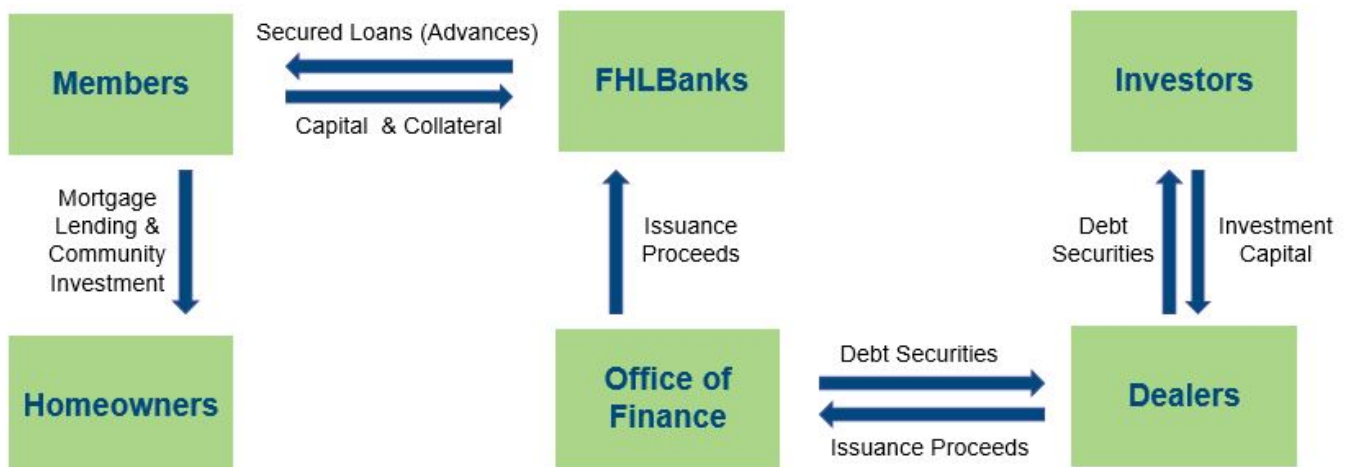 Secured Loans (Advances)
Members
FHLBanks
Investors
Capital & Collateral
Mortgage
Lending &
Community
Investment
Issuance
Proceeds
Debt
Securities
Investment
Capital
Homeowners
Office of
Finance
Debt Securities
Issuance Proceeds
Dealers